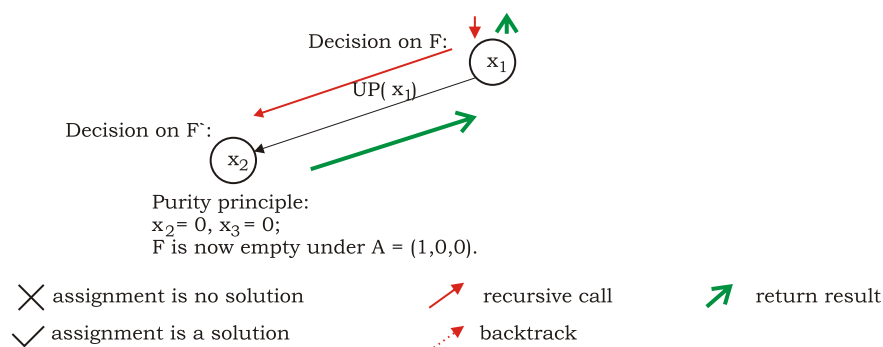 Decision on F:
x1
UP( x1)
Decision on F`:
x2
Purity principle:
x2= 0, x3= 0;
F is now empty under A = (1,0,0).
assignment is no solution
recursive call
return result
assignment is a solution
backtrack